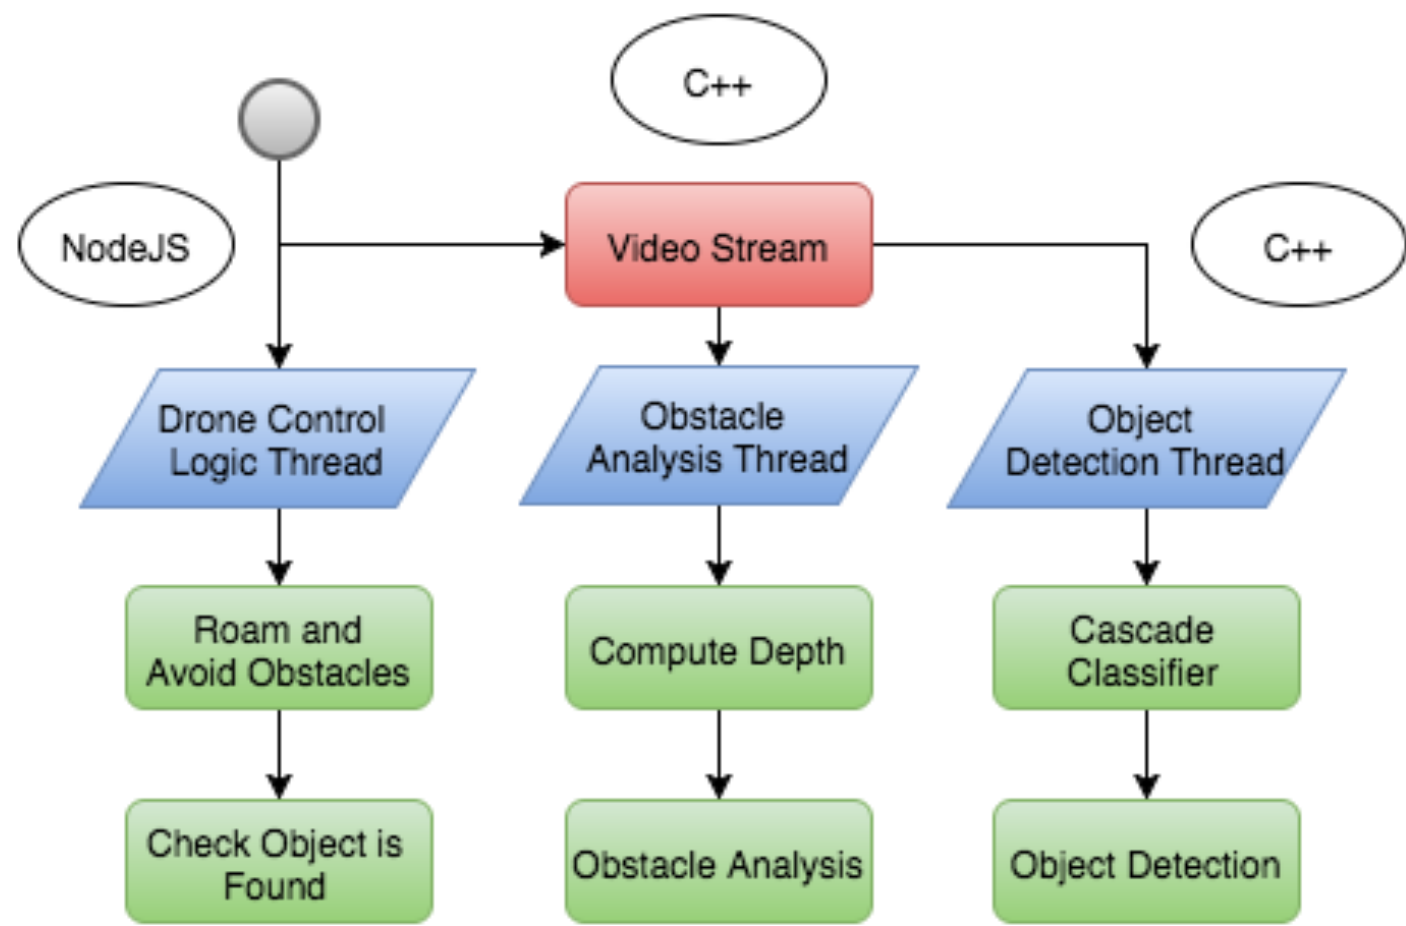 C++
NodeJS
Video Stream
C++
Drone Control
Logic Thread
Obstacle
Analysis Thread
Object
Detection Thread
Roam and
Avoid Obstacles
Compute Depth
Cascade
Classifier
Check Object is
Found
Obstacle Analysis
Object Detection